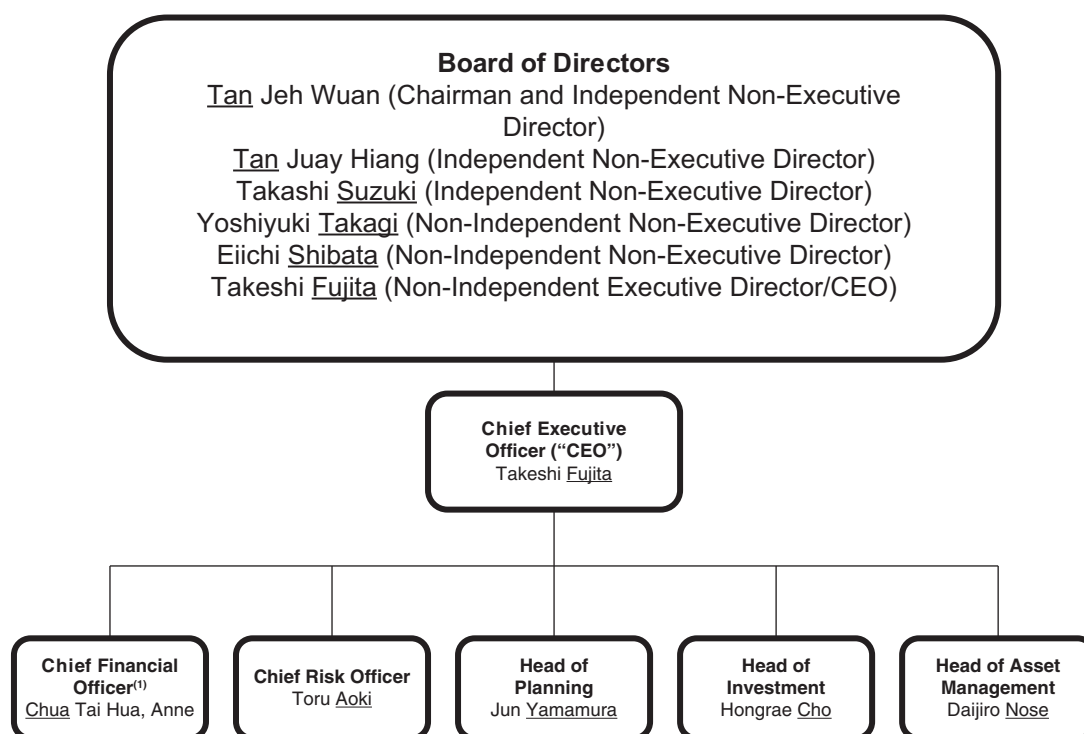 Board of Directors
Tan Jeh Wuan (Chairman and Independent Non-Executive
Director)
Tan Juay Hiang (Independent Non-Executive Director)
Takashi Suzuki (Independent Non-Executive Director)
Yoshiyuki Takagi (Non-Independent Non-Executive Director)
Eiichi Shibata (Non-Independent Non-Executive Director)
Takeshi Fujita (Non-Independent Executive Director/CEO)
Chief Executive
Officer (“CEO”)
Takeshi Fujita
Chief Financial
Officer(1)
Chua Tai Hua, Anne
Chief Risk Officer
Toru Aoki
Head of
Planning
Jun Yamamura
Head of
Investment
Hongrae Cho
Head of Asset
Management
Daijiro Nose